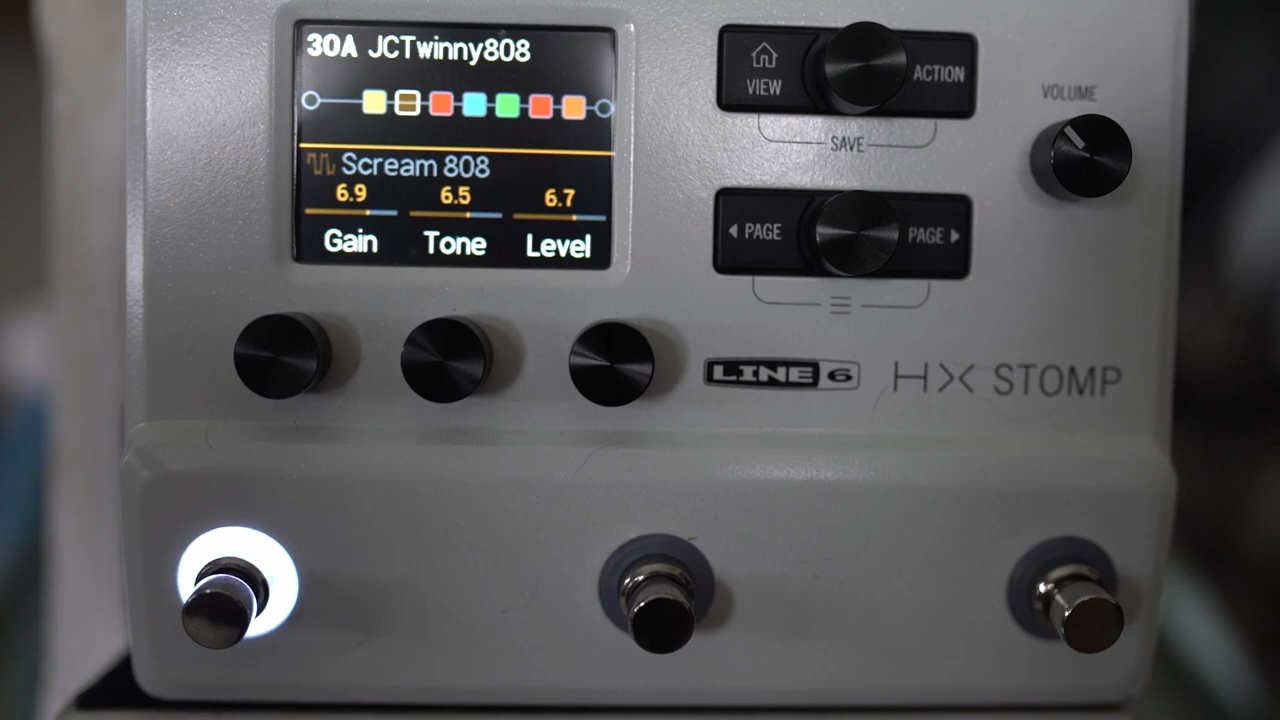 30A JCTwinny808
Scream 808
6.9 6.5 6.7
Gain Tone Level
VIEW ACTION
SAVE
VOLUME
PAGE PAGE
LINE 6 HX STOMP